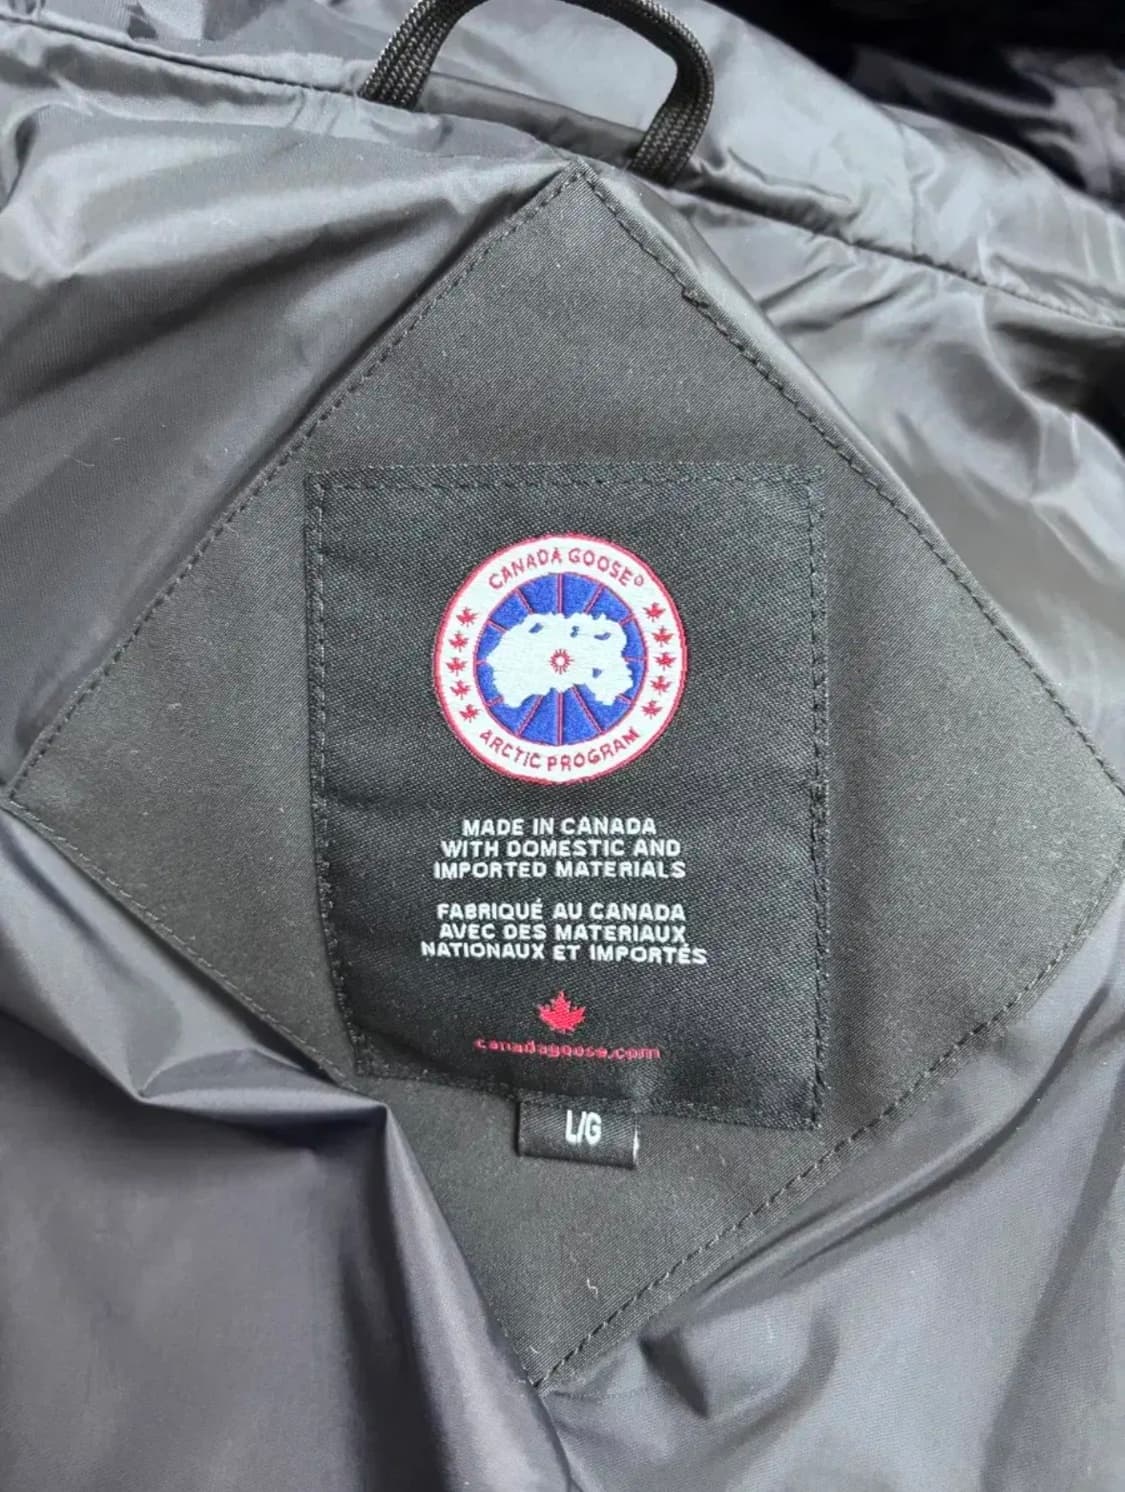 CANADA GOOSE®
ARCTIC PROGRAM
MADE IN CANADA
WITH DOMESTIC AND
IMPORTED MATERIALS
FABRIQUÉ AU CANADA
AVEC DES MATERIAUX
NATIONAUX ET IMPORTÉS
canadagoose.com
L/G